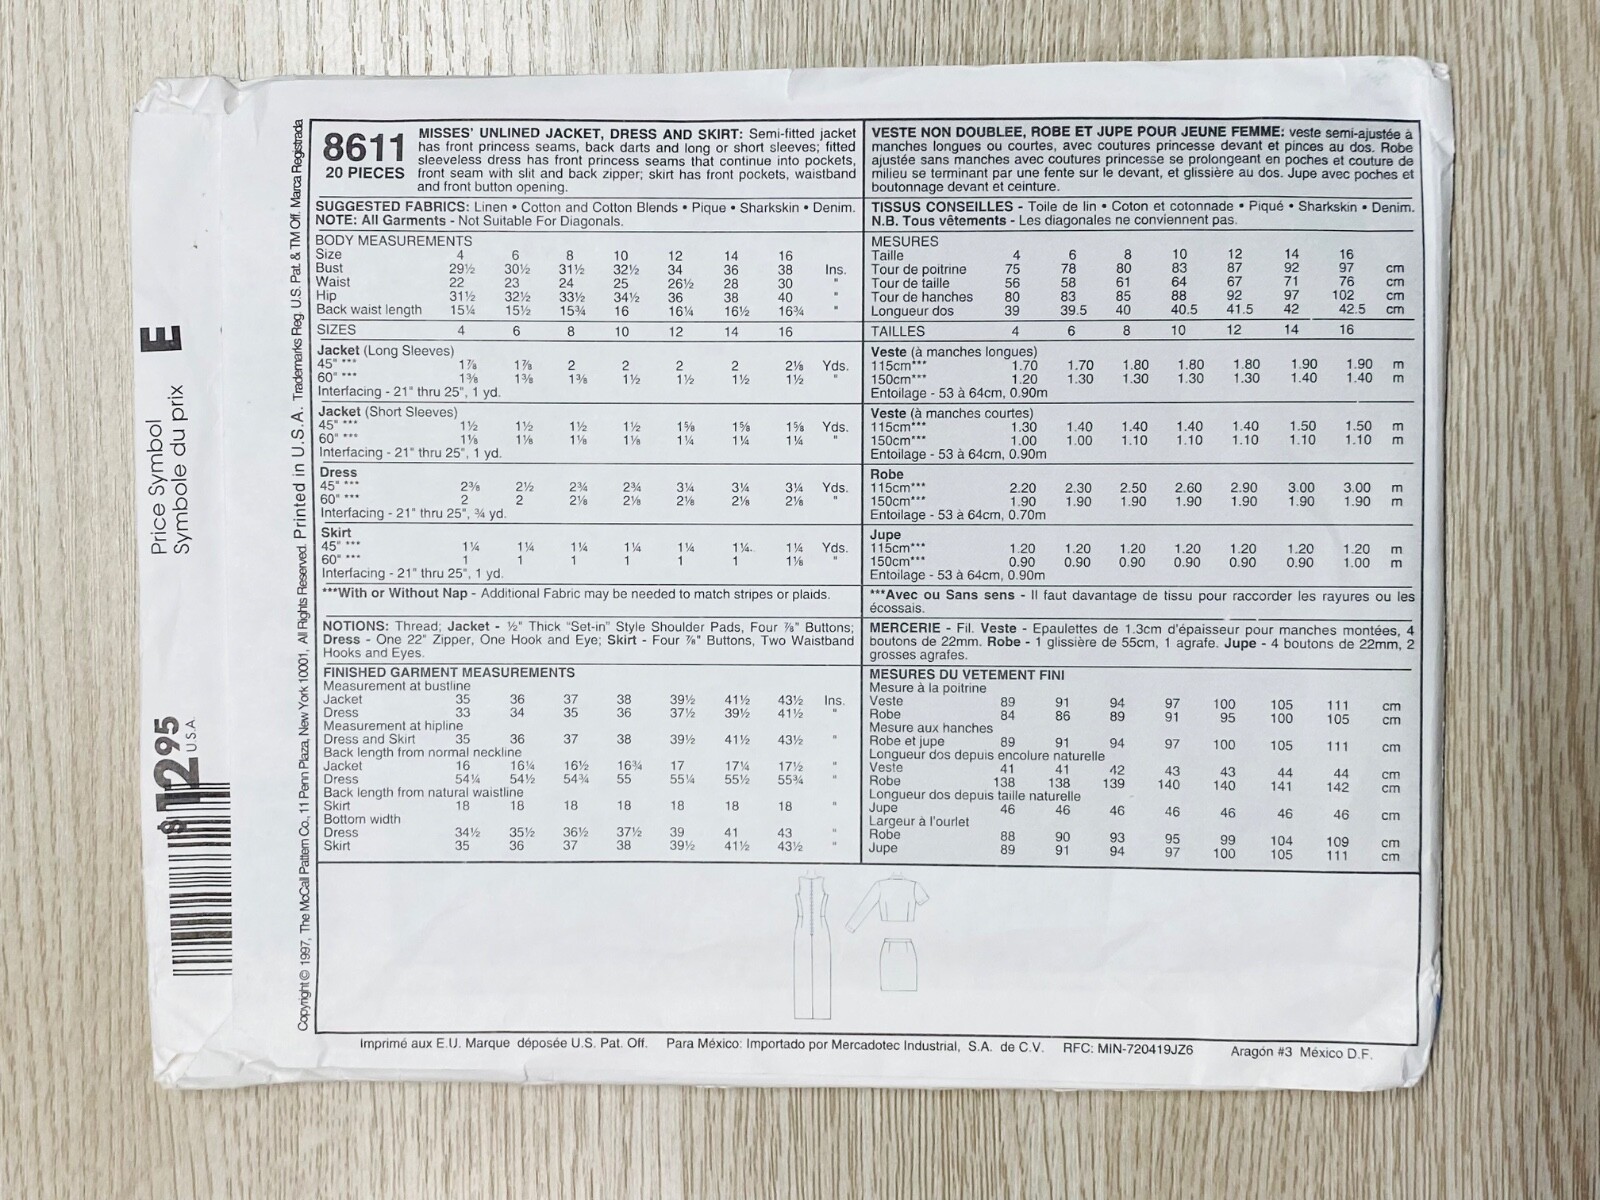 Price Symbol E
Symbole du prix
$1295
U.S.A.
Copyright © 1997, The McCall Pattern Co., 11 Penn Plaza, New York 10001, All Rights Reserved. Printed in U.S.A. Trademarks Reg. U.S. Pat. & TM Off. Marca Registrada
8611
20 PIECES
MISSES' UNLINED JACKET, DRESS AND SKIRT: Semi-fitted jacket
has front princess seams, back darts and long or short sleeves; fitted
sleeveless dress has front princess seams that continue into pockets,
front seam with slit and back zipper; skirt has front pockets, waistband
and front button opening.
SUGGESTED FABRICS: Linen • Cotton and Cotton Blends • Pique • Sharkskin • Denim.
NOTE: All Garments - Not Suitable For Diagonals.
BODY MEASUREMENTS
Size 4 6 8 10 12 14 16
Bust 29½ 30½ 31½ 32½ 34 36 38 Ins.
Waist 22 23 24 25 26½ 28 30 "
Hip 31½ 32½ 33½ 34½ 36 38 40 "
Back waist length 15¼ 15½ 15¾ 16 16¼ 16½ 16¾ "
SIZES 4 6 8 10 12 14 16
Jacket (Long Sleeves)
45" *** 1⅞ 1⅞ 2 2 2 2 2⅛ Yds.
60" *** 1⅜ 1⅜ 1⅜ 1½ 1½ 1½ 1½ "
Interfacing - 21" thru 25", 1 yd.
Jacket (Short Sleeves)
45" *** 1½ 1½ 1½ 1½ 1⅝ 1⅝ 1⅝ Yds.
60" *** 1⅛ 1⅛ 1⅛ 1⅛ 1¼ 1¼ 1¼ "
Interfacing - 21" thru 25", 1 yd.
Dress
45" *** 2⅜ 2½ 2¾ 2¾ 3¼ 3¼ 3¼ Yds.
60" *** 2 2 2⅛ 2⅛ 2⅛ 2⅛ 2⅛ "
Interfacing - 21" thru 25", ¾ yd.
Skirt
45" *** 1¼ 1¼ 1¼ 1¼ 1¼ 1¼ 1¼ Yds.
60" *** 1 1 1 1 1 1 1⅛ "
Interfacing - 21" thru 25", 1 yd.
***With or Without Nap - Additional Fabric may be needed to match stripes or plaids.
NOTIONS: Thread; Jacket - ½" Thick "Set-in" Style Shoulder Pads, Four ⅞" Buttons;
Dress - One 22" Zipper, One Hook and Eye; Skirt - Four ⅞" Buttons, Two Waistband
Hooks and Eyes.
FINISHED GARMENT MEASUREMENTS
Measurement at bustline
Jacket 35 36 37 38 39½ 41½ 43½ Ins.
Dress 33 34 35 36 37½ 39½ 41½ "
Measurement at hipline
Dress and Skirt 35 36 37 38 39½ 41½ 43½ "
Back length from normal neckline
Jacket 16 16¼ 16½ 16¾ 17 17¼ 17½ "
Dress 54¼ 54½ 54¾ 55 55¼ 55½ 55¾ "
Back length from natural waistline
Skirt 18 18 18 18 18 18 18 "
Bottom width
Dress 34½ 35½ 36½ 37½ 39 41 43 "
Skirt 35 36 37 38 39½ 41½ 43½ "
VESTE NON DOUBLEE, ROBE ET JUPE POUR JEUNE FEMME: veste semi-ajustée à
manches longues ou courtes, avec coutures princesse devant et pinces au dos. Robe
ajustée sans manches avec coutures princesse se prolongeant en poches et couture de
milieu se terminant par une fente sur le devant, et glissière au dos. Jupe avec poches et
boutonnage devant et ceinture.
TISSUS CONSEILLES - Toile de lin • Coton et cotonnade • Piqué • Sharkskin • Denim.
N.B. Tous vêtements - Les diagonales ne conviennent pas.
MESURES
Taille 4 6 8 10 12 14 16
Tour de poitrine 75 78 80 83 87 92 97 cm
Tour de taille 56 58 61 64 67 71 76 cm
Tour de hanches 80 83 85 88 92 97 102 cm
Longueur dos 39 39.5 40 40.5 41.5 42 42.5 cm
TAILLES 4 6 8 10 12 14 16
Veste (à manches longues)
115cm*** 1.70 1.70 1.80 1.80 1.80 1.90 1.90 m
150cm*** 1.20 1.30 1.30 1.30 1.30 1.40 1.40 m
Entoilage - 53 à 64cm, 0.90m
Veste (à manches courtes)
115cm*** 1.30 1.40 1.40 1.40 1.40 1.50 1.50 m
150cm*** 1.00 1.00 1.10 1.10 1.10 1.10 1.10 m
Entoilage - 53 à 64cm, 0.90m
Robe
115cm*** 2.20 2.30 2.50 2.60 2.90 3.00 3.00 m
150cm*** 1.90 1.90 1.90 1.90 1.90 1.90 1.90 m
Entoilage - 53 à 64cm, 0.70m
Jupe
115cm*** 1.20 1.20 1.20 1.20 1.20 1.20 1.20 m
150cm*** 0.90 0.90 0.90 0.90 0.90 0.90 1.00 m
Entoilage - 53 à 64cm, 0.90m
***Avec ou Sans sens - Il faut davantage de tissu pour raccorder les rayures ou les
écossais.
MERCERIE - Fil. Veste - Epaulettes de 1.3cm d'épaisseur pour manches montées, 4
boutons de 22mm. Robe - 1 glissière de 55cm, 1 agrafe. Jupe - 4 boutons de 22mm, 2
grosses agrafes.
MESURES DU VETEMENT FINI
Mesure à la poitrine
Veste 89 91 94 97 100 105 111 cm
Robe 84 86 89 91 95 100 105 cm
Mesure aux hanches
Robe et jupe 89 91 94 97 100 105 111 cm
Longueur dos depuis encolure naturelle
Veste 41 41 42 43 43 44 44 cm
Robe 138 138 139 140 140 141 142 cm
Longueur dos depuis taille naturelle
Jupe 46 46 46 46 46 46 46 cm
Largeur à l'ourlet
Robe 88 90 93 95 99 104 109 cm
Jupe 89 91 94 97 100 105 111 cm
Imprimé aux E.U. Marque déposée U.S. Pat. Off. Para México: Importado por Mercadotec Industrial, S.A. de C.V. RFC: MIN-720419JZ6 Aragón #3 México D.F.